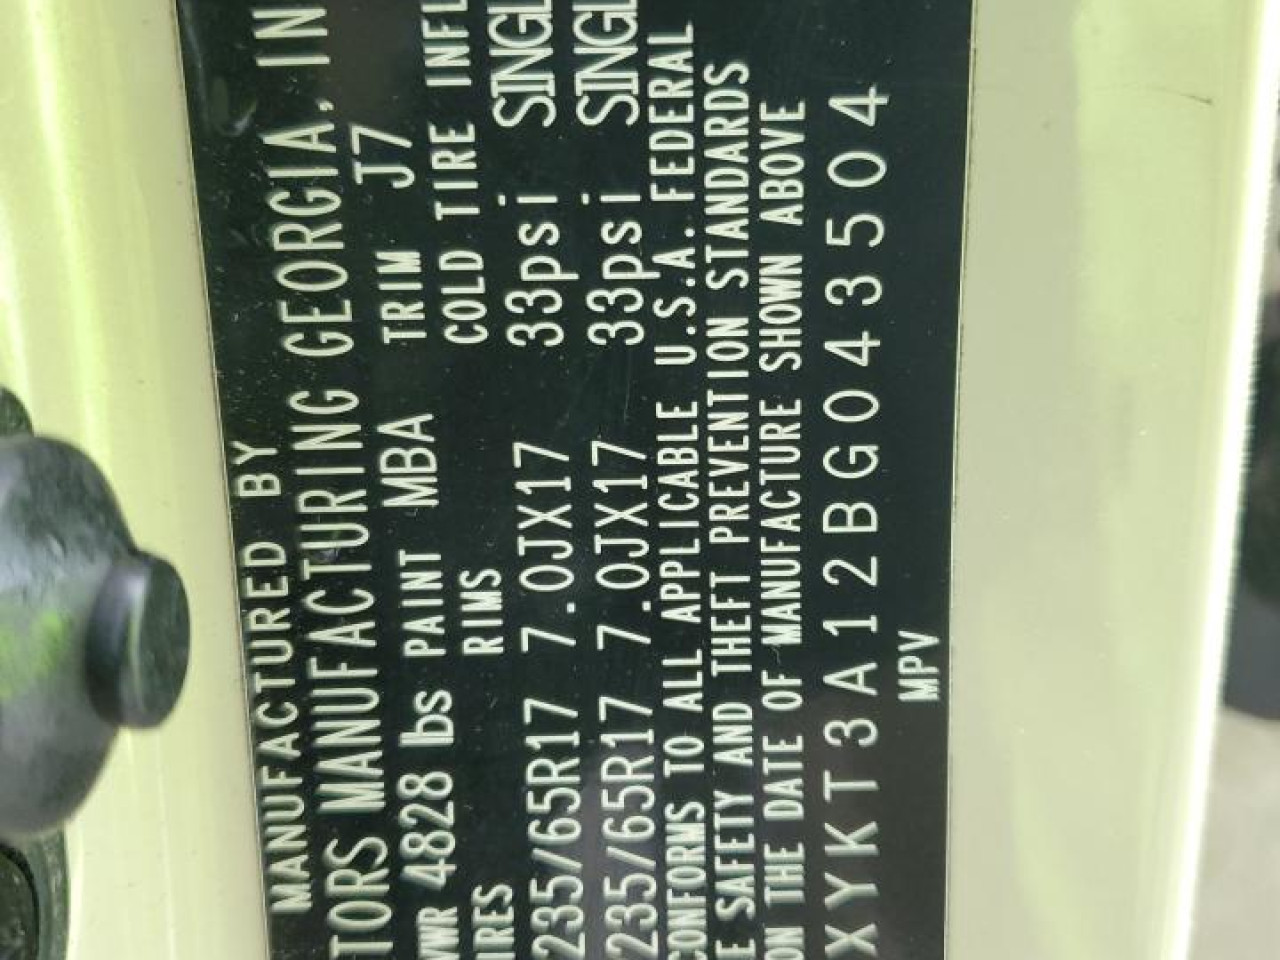 MANUFACTURED BY
TORS MANUFACTURING GEORGIA, IN
VWR 4828 lbs PAINT MBA TRIM J7
IRES RIMS COLD TIRE INFL
235/65R17 7.0JX17 33psi SINGL
235/65R17 7.0JX17 33psi SINGL
CONFORMS TO ALL APPLICABLE U.S.A. FEDERAL
E SAFETY AND THEFT PREVENTION STANDARDS
ON THE DATE OF MANUFACTURE SHOWN ABOVE
XYKT3A12BG043504
MPV